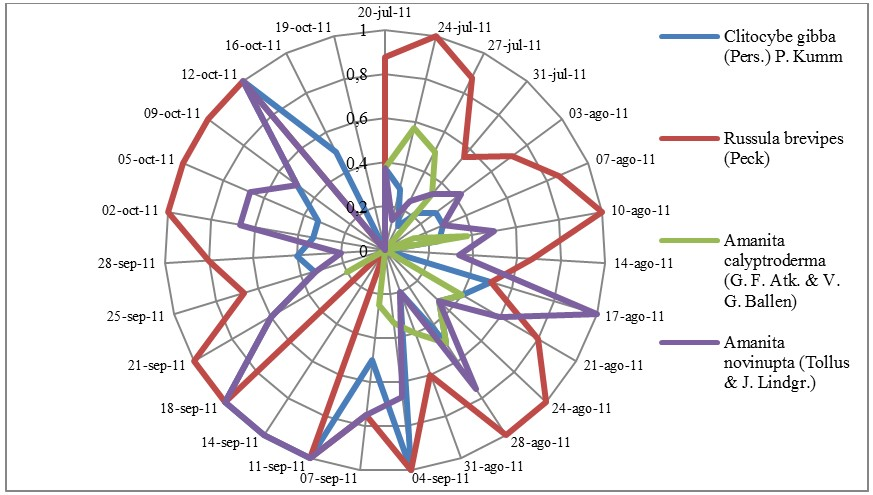 20-jul-11
24-jul-11
27-jul-11
31-jul-11
03-ago-11
07-ago-11
10-ago-11
14-ago-11
17-ago-11
21-ago-11
24-ago-11
28-ago-11
31-ago-11
04-sep-11
07-sep-11
11-sep-11
14-sep-11
18-sep-11
21-sep-11
25-sep-11
28-sep-11
02-oct-11
05-oct-11
09-oct-11
12-oct-11
16-oct-11
19-oct-11
1
0,8
0,6
0,4
0,2
0
Clitocybe gibba
(Pers.) P. Kumm
Russula brevipes
(Peck)
Amanita
calyptroderma
(G. F. Atk. & V.
G. Ballen)
Amanita
novinupta (Tollus
& J. Lindgr.)